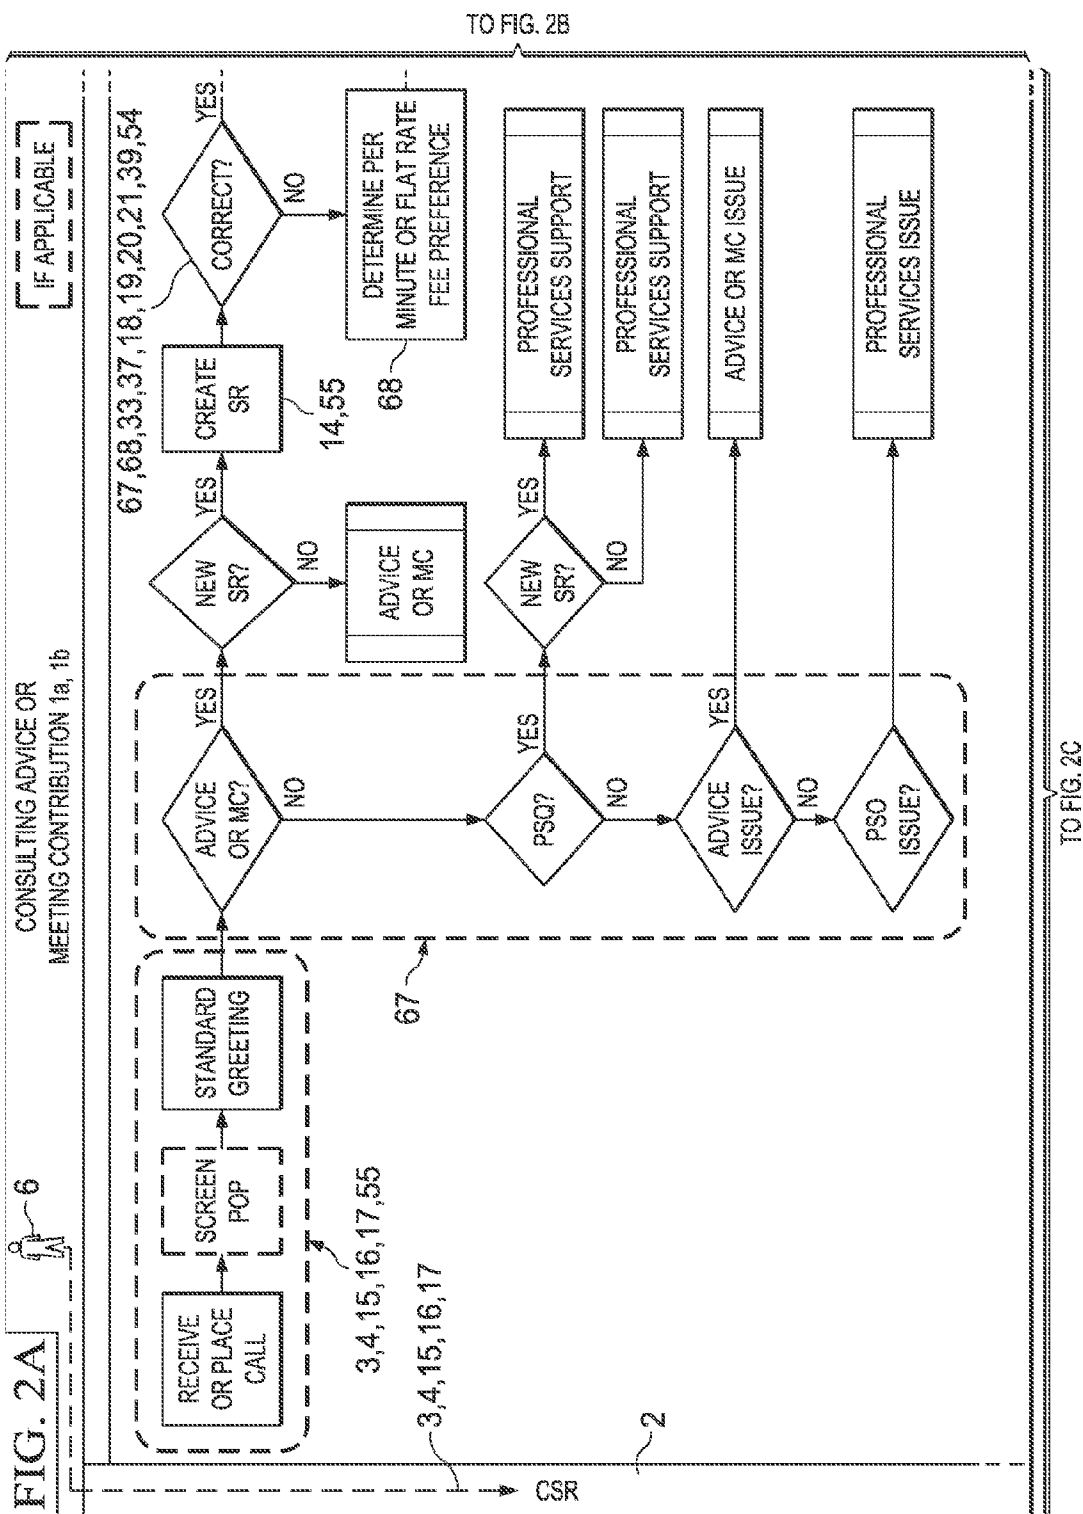 FIG. 2A
6
CONSULTING ADVICE OR
MEETING CONTRIBUTION 1a, 1b
IF APPLICABLE
TO FIG. 2B
RECEIVE
OR PLACE
CALL
SCREEN
POP
STANDARD
GREETING
ADVICE
OR MC?
YES
NO
NEW
SR?
YES
NO
CREATE
SR
14,55
CORRECT?
YES
NO
67,68,33,37,18,19,20,21,39,54
ADVICE
OR MC
DETERMINE PER
MINUTE OR FLAT RATE
FEE PREFERENCE
68
3,4,15,16,17,55
3,4,15,16,17
67
PSQ?
YES
NO
NEW
SR?
YES
NO
PROFESSIONAL
SERVICES SUPPORT
PROFESSIONAL
SERVICES SUPPORT
ADVICE
ISSUE?
YES
NO
ADVICE OR MC ISSUE
PSO
ISSUE?
PROFESSIONAL
SERVICES ISSUE
CSR
2
TO FIG. 2C